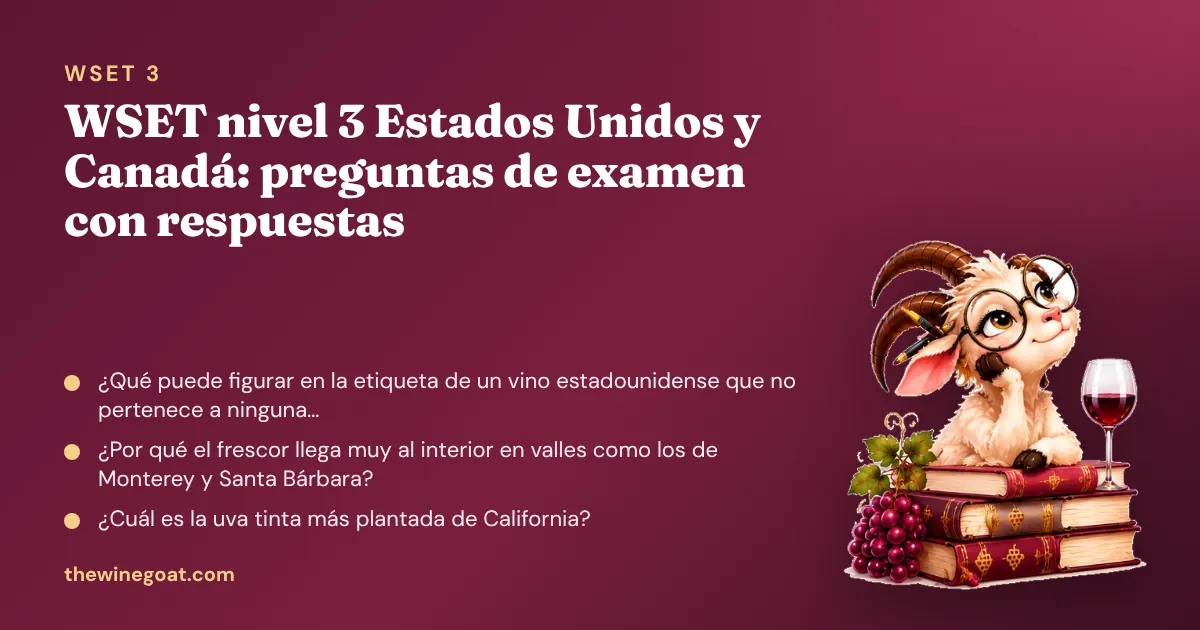 WSET 3
WSET nivel 3 Estados Unidos y
Canadá: preguntas de examen
con respuestas
¿Qué puede figurar en la etiqueta de un vino estadounidense que no
pertenece a ninguna...
¿Por qué el frescor llega muy al interior en valles como los de
Monterey y Santa Bárbara?
¿Cuál es la uva tinta más plantada de California?
thewinegoat.com